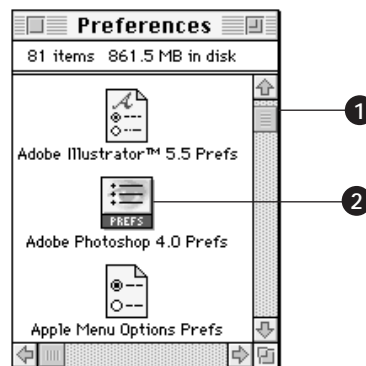 Preferences
81 items 861.5 MB in disk
1
Adobe Illustrator™ 5.5 Prefs
2
PREFS
Adobe Photoshop 4.0 Prefs
Apple Menu Options Prefs